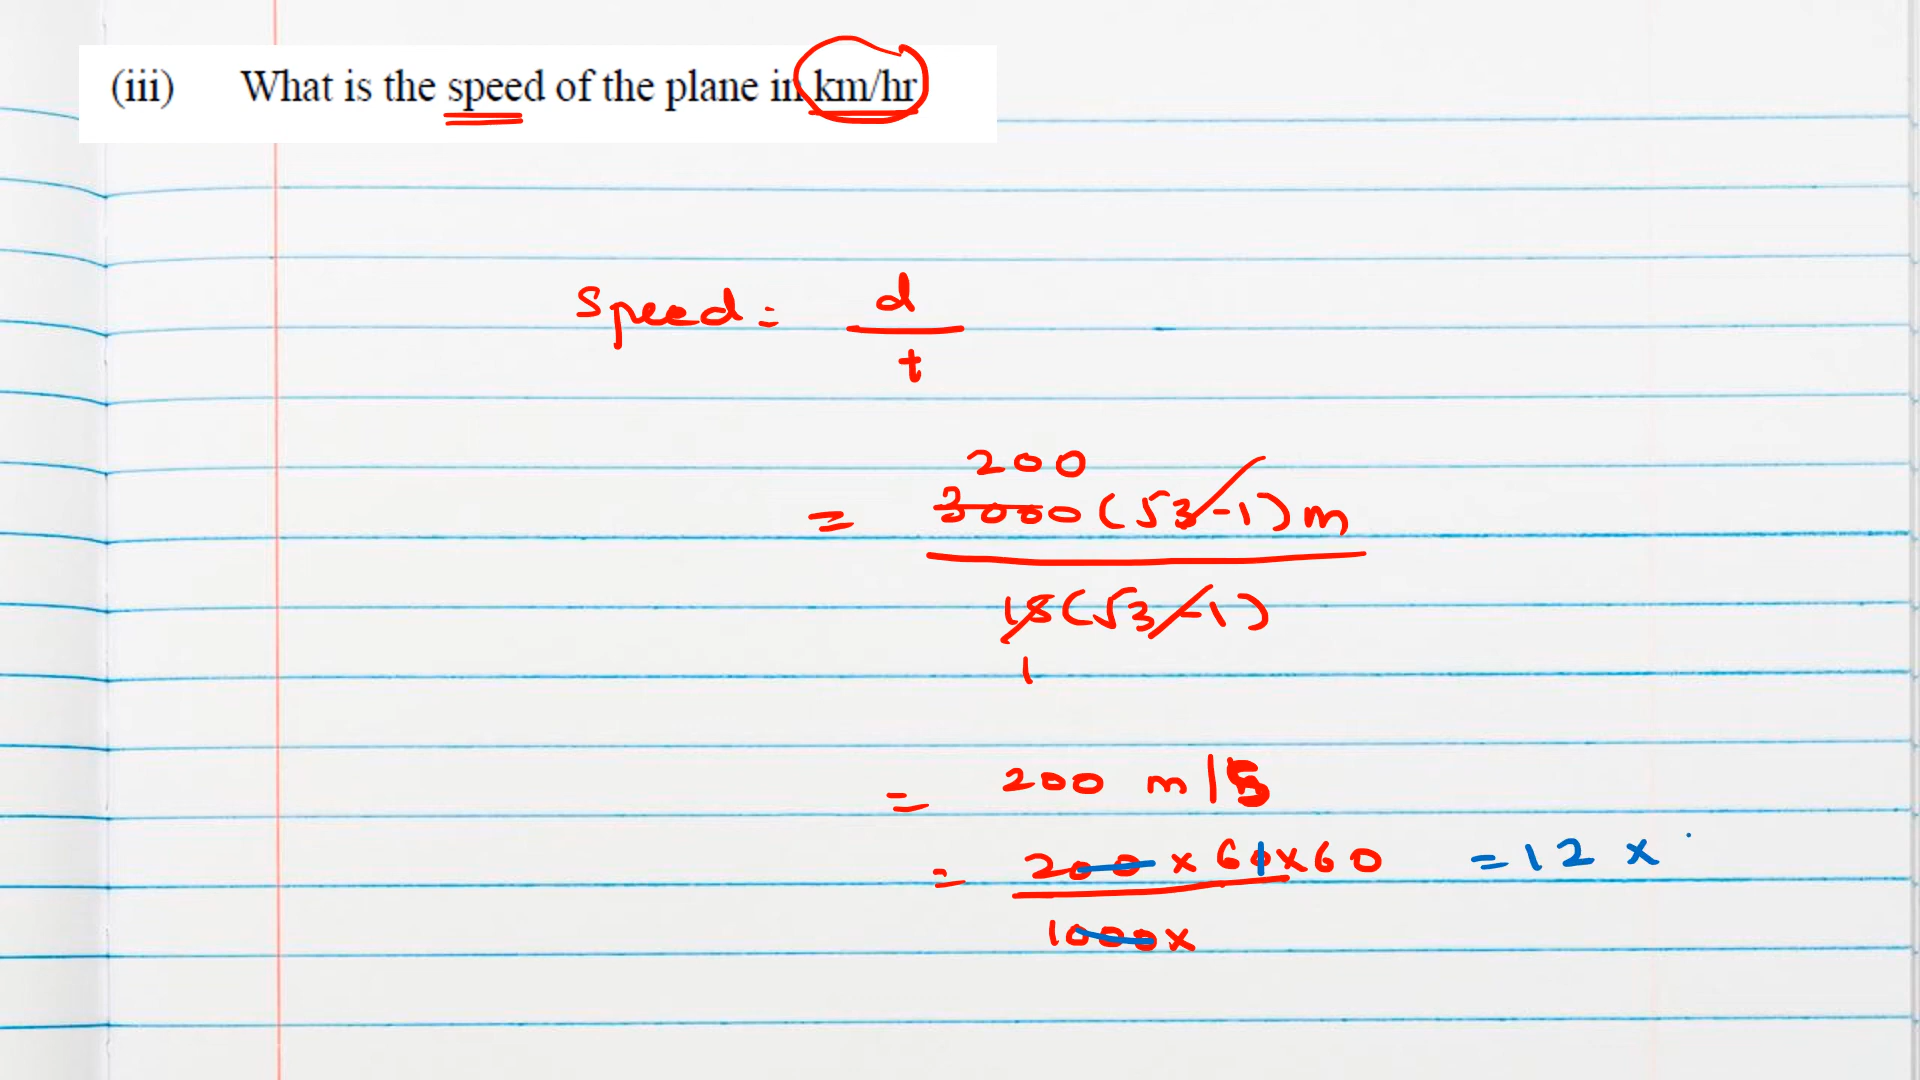 (iii) What is the speed of the plane in km/hr
Speed = d
t
200
= 3000 (√3-1) m
15 (√3-1)
1
= 200 m/s
= 200 x 60 x 60 = 12 x
1000 x